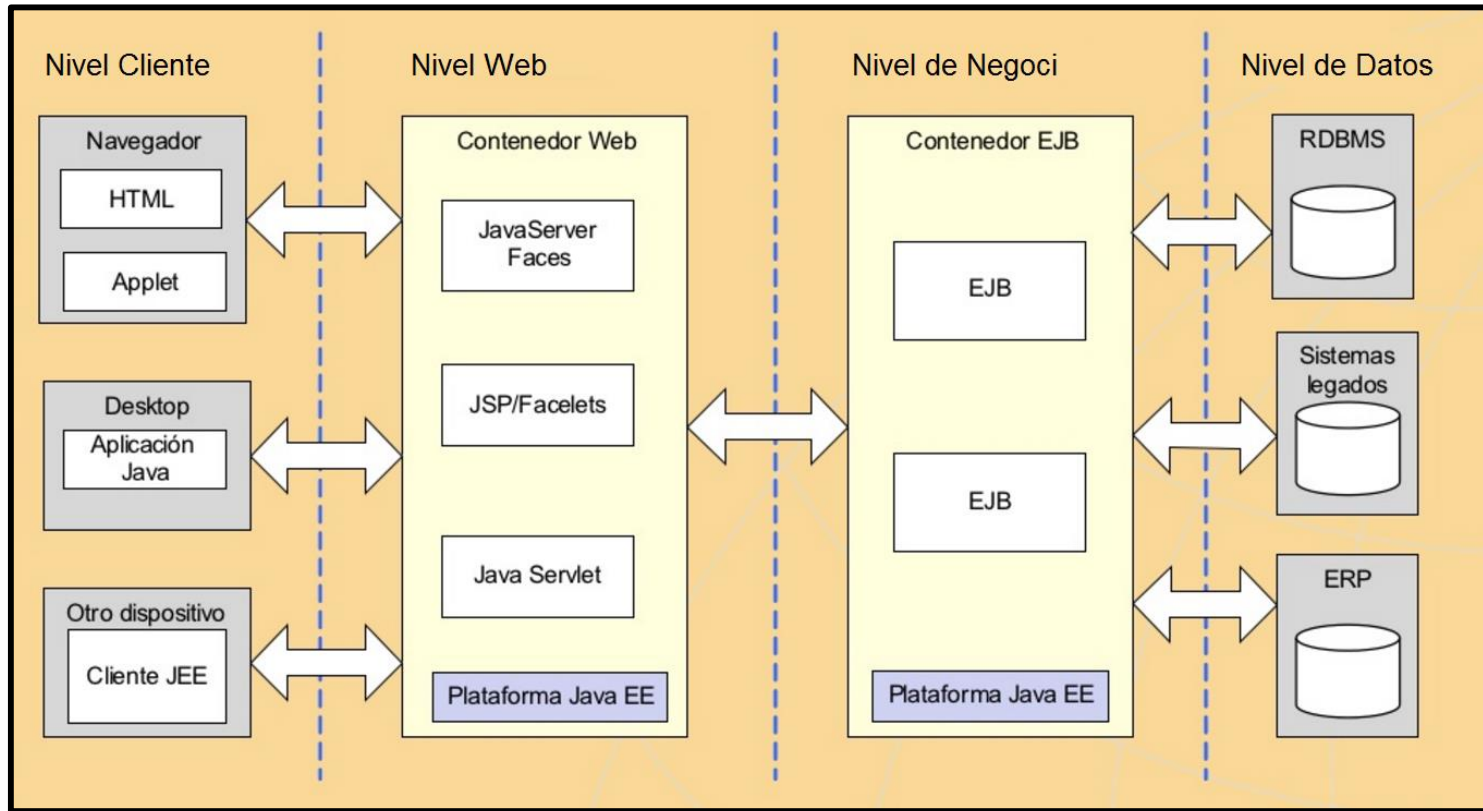 Nivel Cliente
Nivel Web
Nivel de Negoci
Nivel de Datos
Navegador
HTML
Applet
Desktop
Aplicación
Java
Otro dispositivo
Cliente JEE
Contenedor Web
JavaServer
Faces
JSP/Facelets
Java Servlet
Plataforma Java EE
Contenedor EJB
EJB
EJB
Plataforma Java EE
RDBMS
Sistemas
legados
ERP